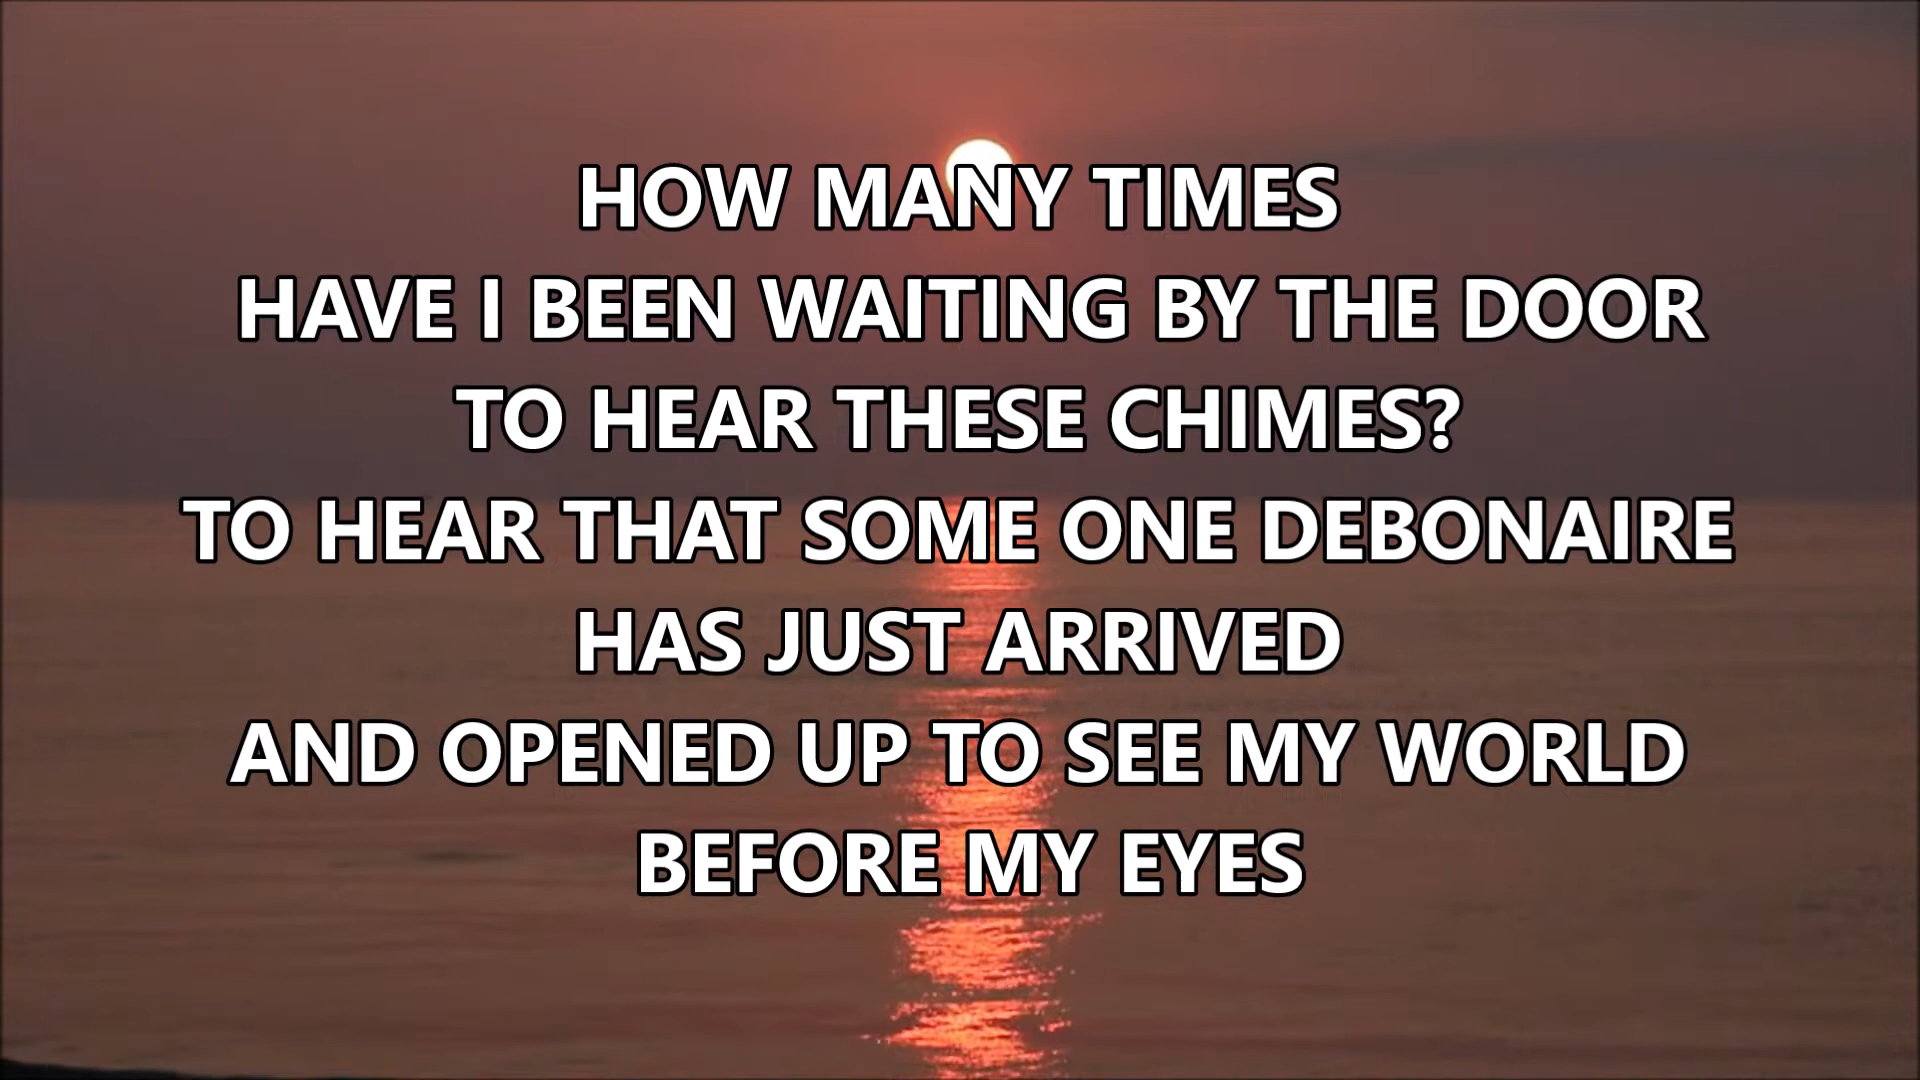 HOW MANY TIMES
HAVE I BEEN WAITING BY THE DOOR
TO HEAR THESE CHIMES?
TO HEAR THAT SOME ONE DEBONAIRE
HAS JUST ARRIVED
AND OPENED UP TO SEE MY WORLD
BEFORE MY EYES